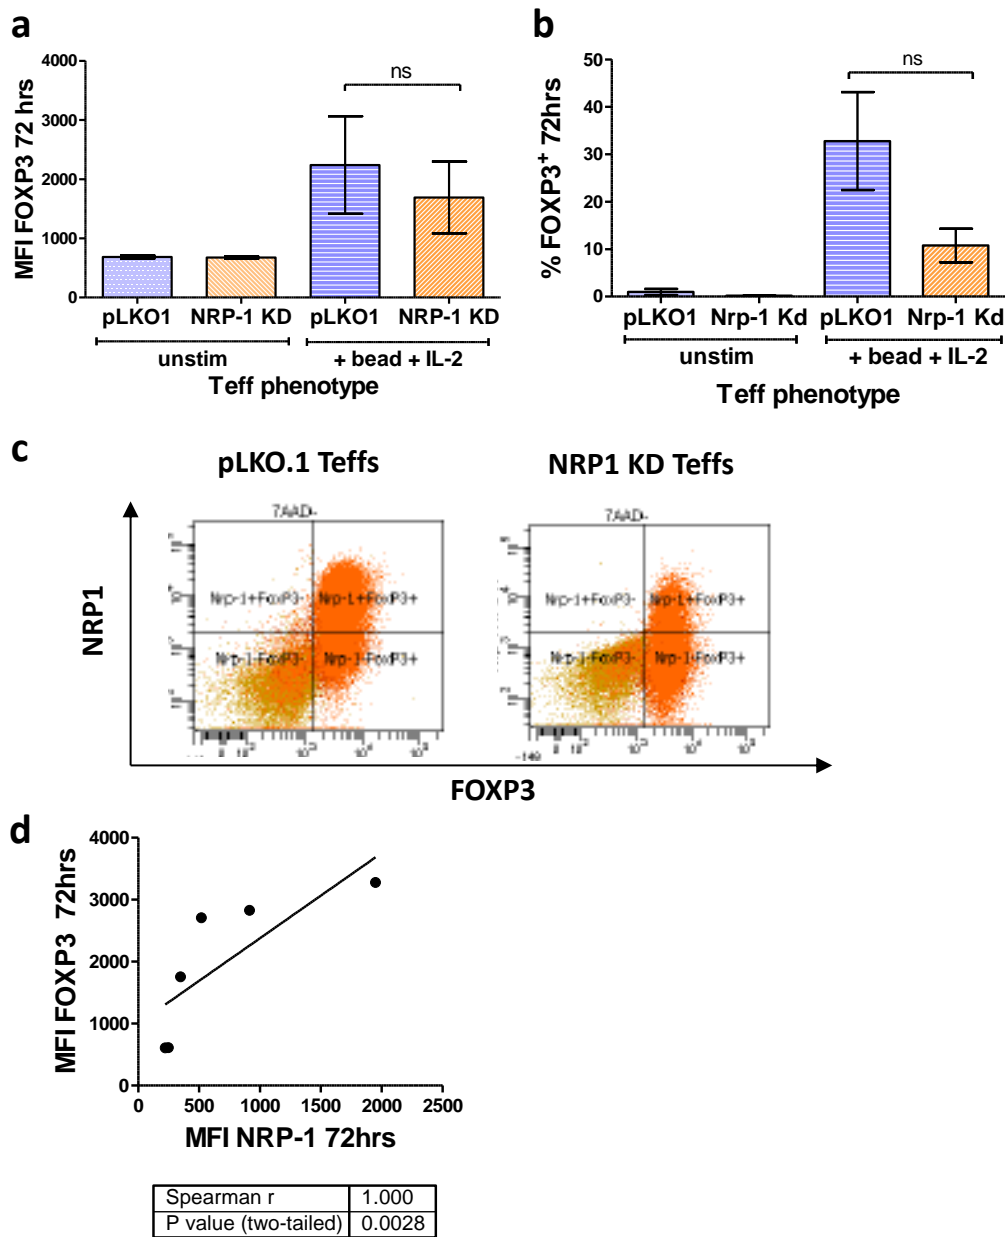 a
MFI FOXP3 72 hrs
4000
3000
2000
1000
0
ns
pLKO1 NRP-1 KD pLKO1 NRP-1 KD
unstim + bead + IL-2
Teff phenotype
b
% FOXP3+ 72hrs
50
40
30
20
10
0
ns
pLKO1 Nrp-1 Kd pLKO1 Nrp-1 Kd
unstim + bead + IL-2
Teff phenotype
c
pLKO.1 Teffs NRP1 KD Teffs
NRP1
7AAD-
Nrp-1+FoxP3- Nrp-1+FoxP3+
Nrp-1-FoxP3- Nrp-1-FoxP3+
7AAD-
Nrp-1+FoxP3- Nrp-1+FoxP3+
Nrp-1-FoxP3- Nrp-1-FoxP3+
FOXP3
d
MFI FOXP3 72hrs
4000
3000
2000
1000
0
0 500 1000 1500 2000 2500
MFI NRP-1 72hrs
Spearman r 1.000
P value (two-tailed) 0.0028